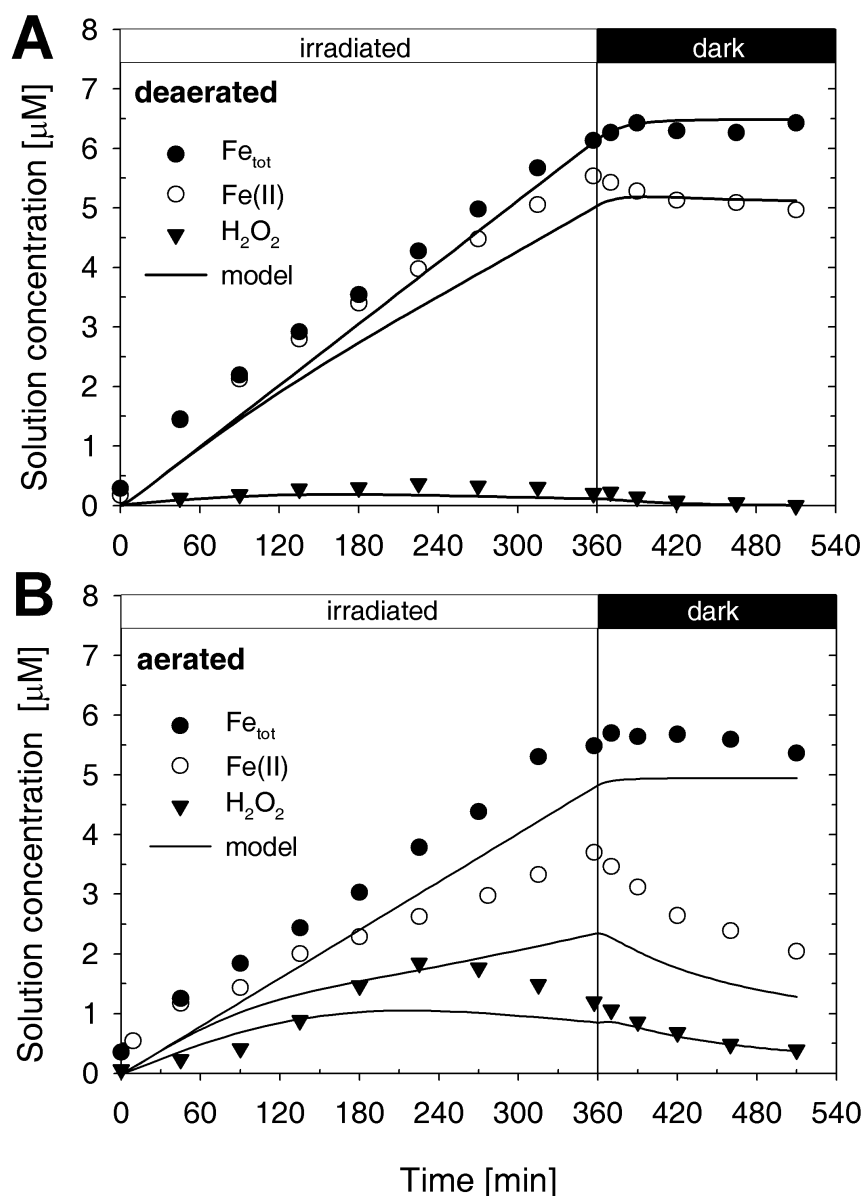 A
Solution concentration [µM]
8
7
6
5
4
3
2
1
0
irradiated dark
deaerated
Fe_tot
Fe(II)
H₂O₂
model
0 60 120 180 240 300 360 420 480 540
B
Solution concentration [µM]
8
7
6
5
4
3
2
1
0
irradiated dark
aerated
Fe_tot
Fe(II)
H₂O₂
model
0 60 120 180 240 300 360 420 480 540
Time [min]